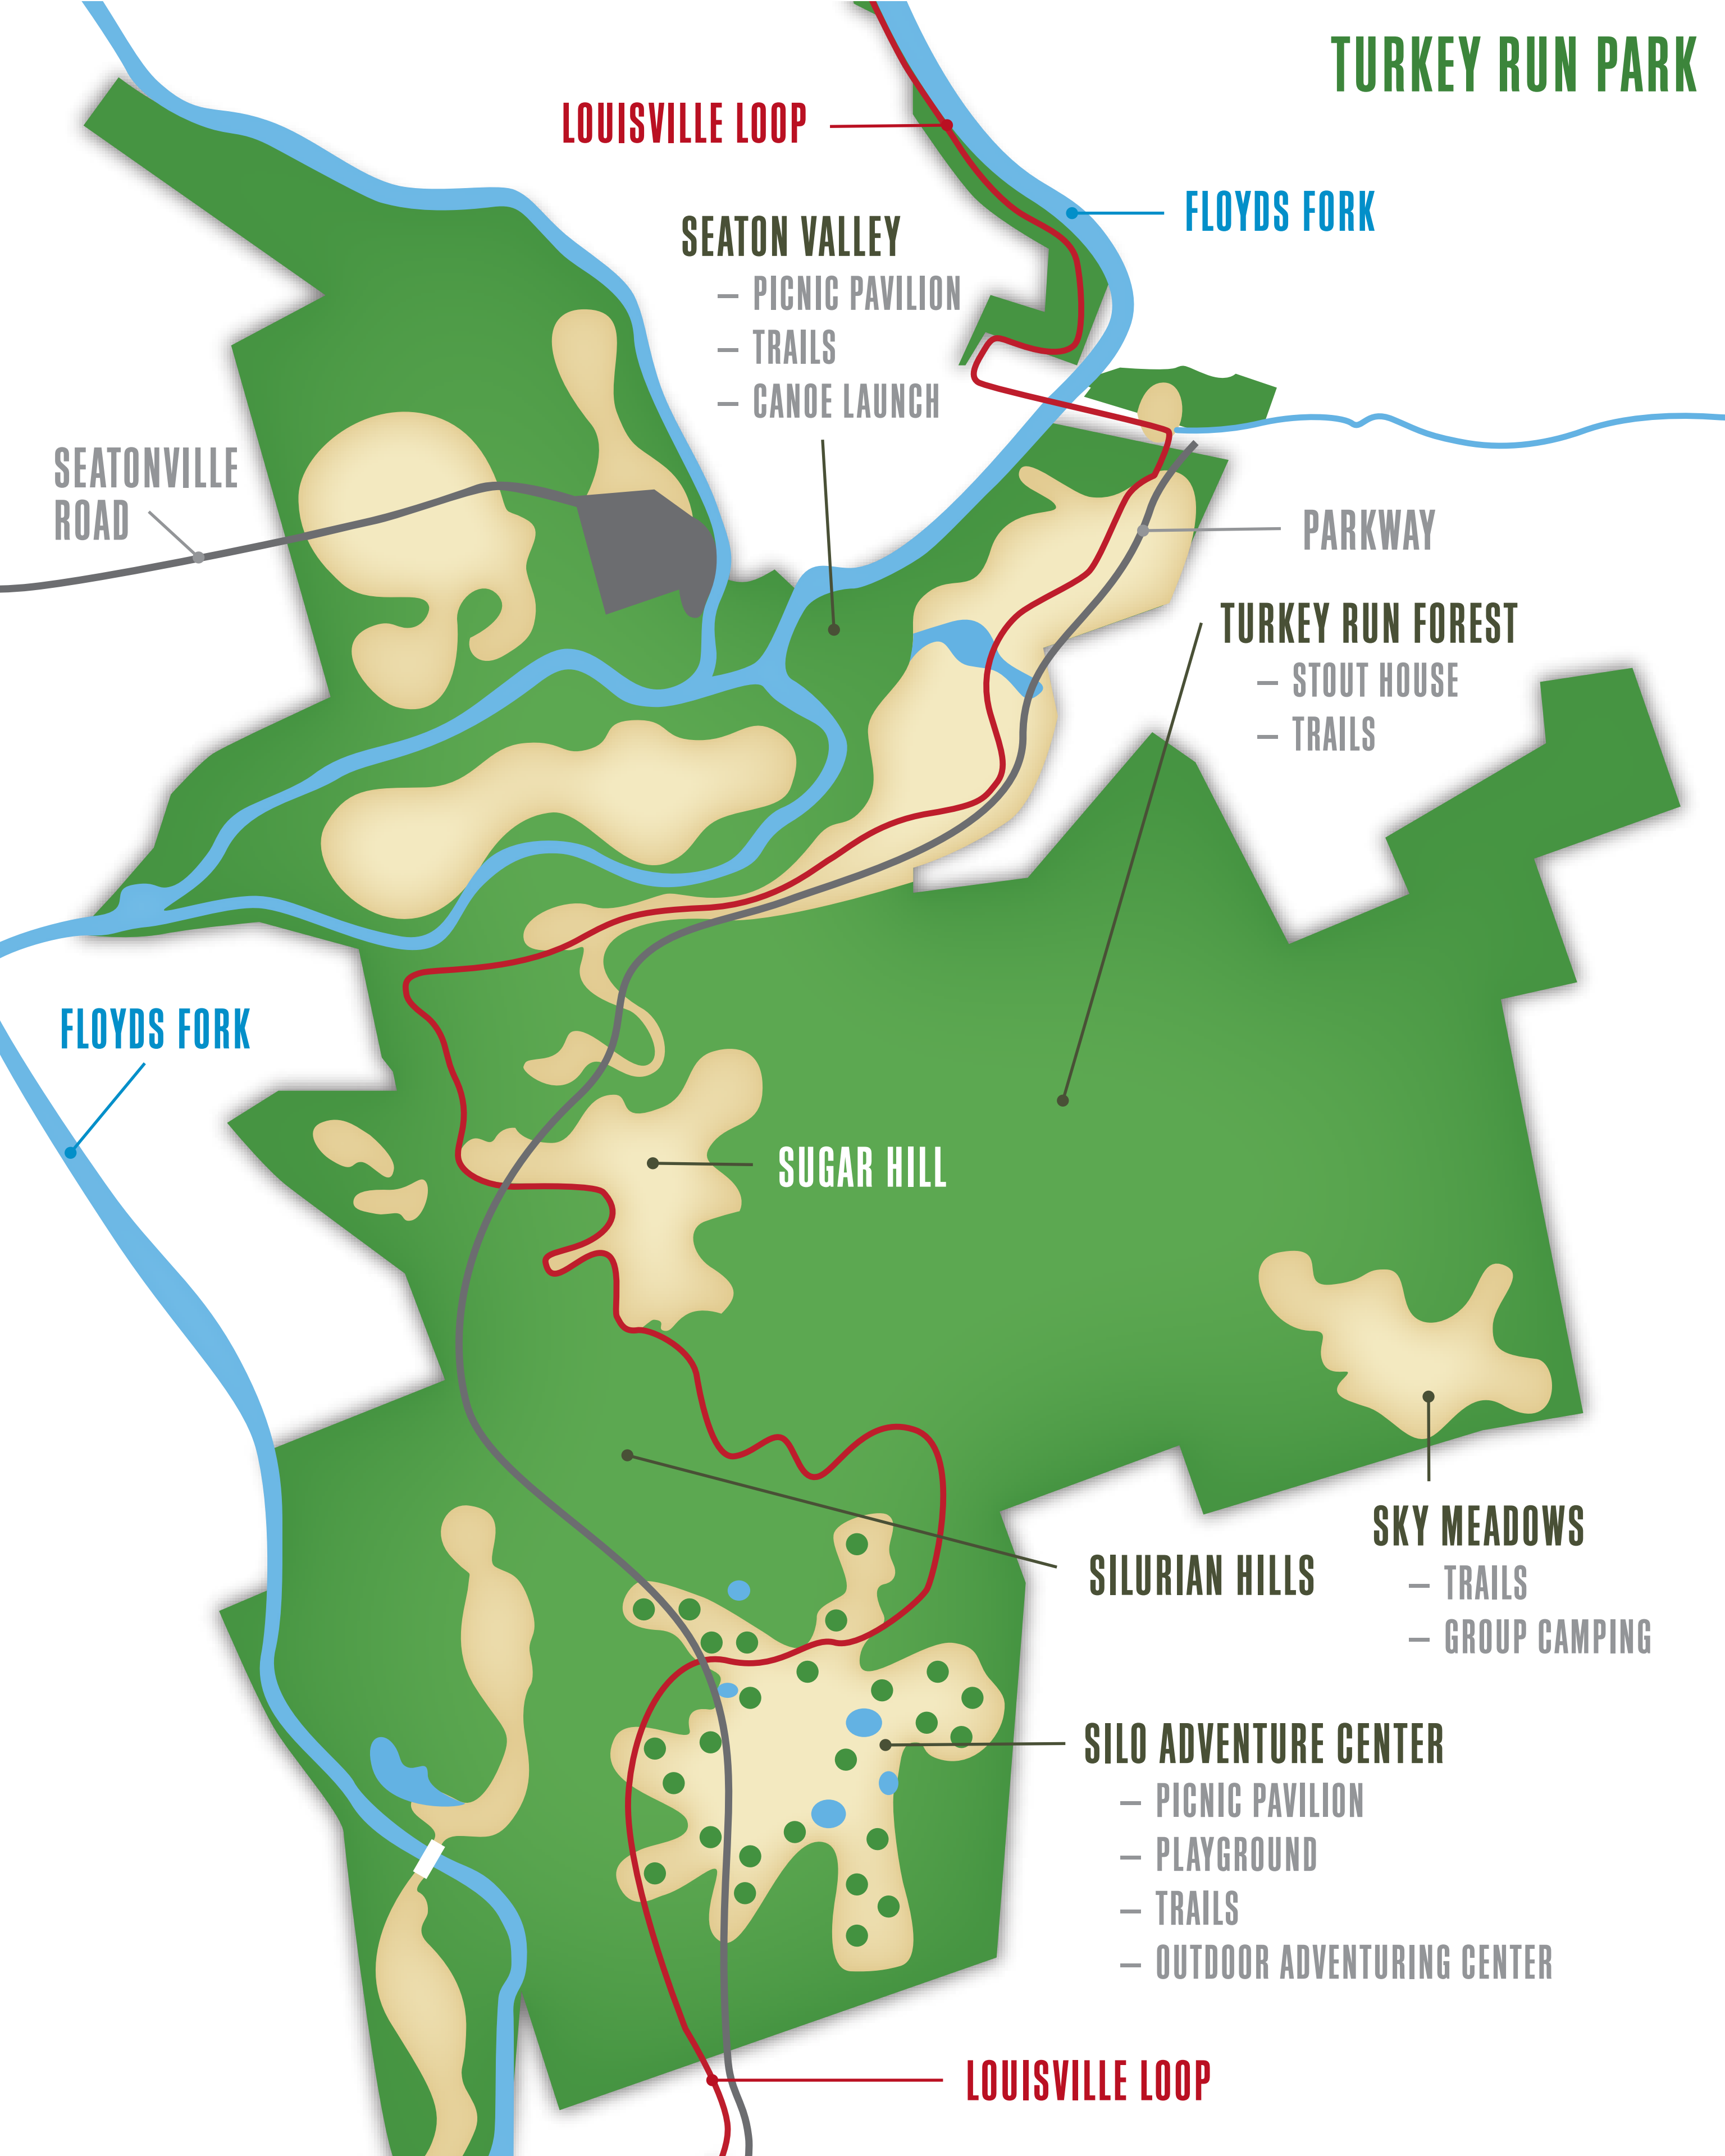 TURKEY RUN PARK
LOUISVILLE LOOP
FLOYDS FORK
SEATON VALLEY
– PICNIC PAVILION
– TRAILS
– CANOE LAUNCH
SEATONVILLE
ROAD
PARKWAY
TURKEY RUN FOREST
– STOUT HOUSE
– TRAILS
FLOYDS FORK
SUGAR HILL
SKY MEADOWS
– TRAILS
– GROUP CAMPING
SILURIAN HILLS
SILO ADVENTURE CENTER
– PICNIC PAVILION
– PLAYGROUND
– TRAILS
– OUTDOOR ADVENTURING CENTER
LOUISVILLE LOOP